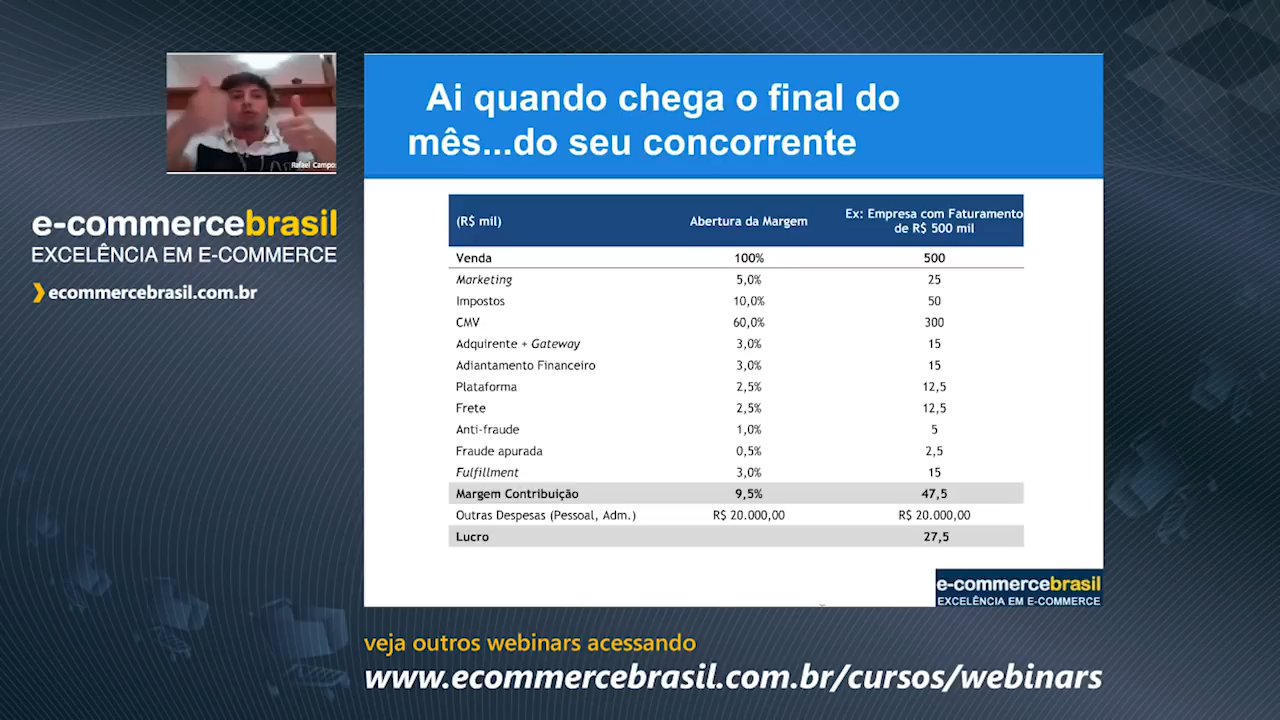 Rafael Campos
e-commercebrasil
EXCELÊNCIA EM E-COMMERCE
ecommercebrasil.com.br
Ai quando chega o final do
mês...do seu concorrente
(R$ mil) Abertura da Margem Ex: Empresa com Faturamento
de R$ 500 mil
Venda 100% 500
Marketing 5,0% 25
Impostos 10,0% 50
CMV 60,0% 300
Adquirente + Gateway 3,0% 15
Adiantamento Financeiro 3,0% 15
Plataforma 2,5% 12,5
Frete 2,5% 12,5
Anti-fraude 1,0% 5
Fraude apurada 0,5% 2,5
Fulfillment 3,0% 15
Margem Contribuição 9,5% 47,5
Outras Despesas (Pessoal, Adm.) R$ 20.000,00 R$ 20.000,00
Lucro 27,5
e-commercebrasil
EXCELÊNCIA EM E-COMMERCE
veja outros webinars acessando
www.ecommercebrasil.com.br/cursos/webinars